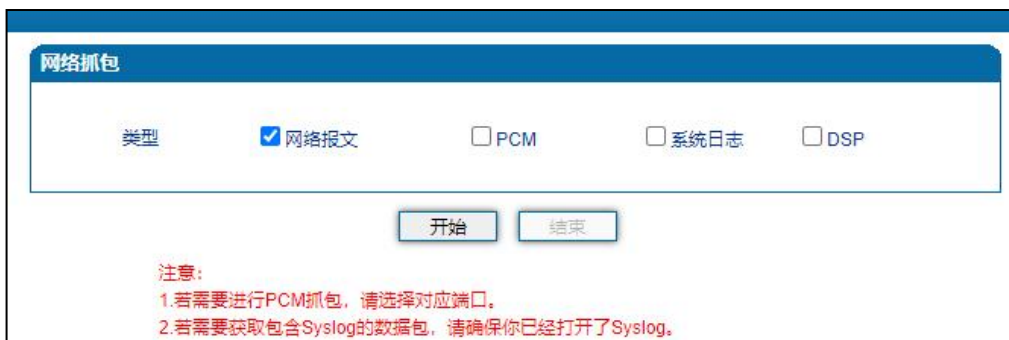 网络抓包
类型 网络报文 PCM 系统日志 DSP
开始 结束
注意：
1.若需要进行PCM抓包，请选择对应端口。
2.若需要获取包含Syslog的数据包，请确保你已经打开了Syslog。